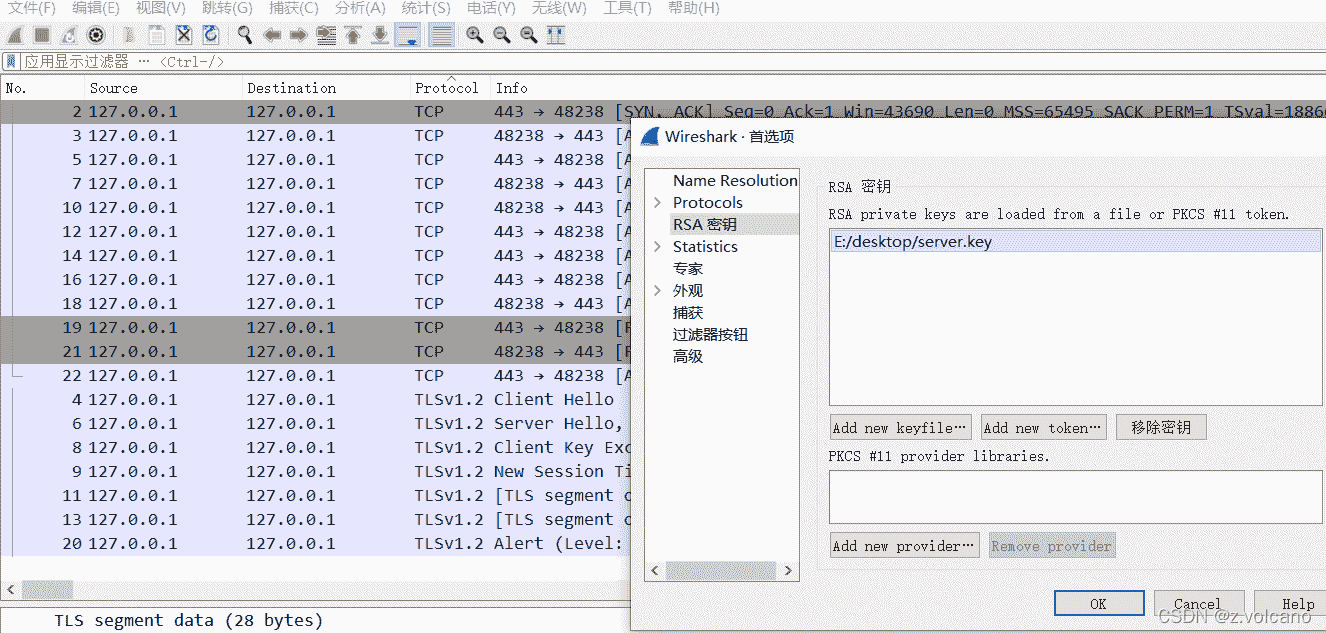 文件(F) 编辑(E) 视图(V) 跳转(G) 捕获(C) 分析(A) 统计(S) 电话(Y) 无线(W) 工具(T) 帮助(H)
应用显示过滤器 … <Ctrl-/>
No. Source Destination Protocol Info
2 127.0.0.1 127.0.0.1 TCP 443 → 48238 [SYN, ACK] Seq=0 Ack=1 Win=43690 Len=0 MSS=65495 SACK_PERM=1 TSval=1886
3 127.0.0.1 127.0.0.1 TCP 48238 → 443 [A
5 127.0.0.1 127.0.0.1 TCP 443 → 48238 [A
7 127.0.0.1 127.0.0.1 TCP 48238 → 443 [A
10 127.0.0.1 127.0.0.1 TCP 48238 → 443 [A
12 127.0.0.1 127.0.0.1 TCP 48238 → 443 [A
14 127.0.0.1 127.0.0.1 TCP 443 → 48238 [A
16 127.0.0.1 127.0.0.1 TCP 443 → 48238 [A
18 127.0.0.1 127.0.0.1 TCP 48238 → 443 [A
19 127.0.0.1 127.0.0.1 TCP 443 → 48238 [F
21 127.0.0.1 127.0.0.1 TCP 48238 → 443 [F
22 127.0.0.1 127.0.0.1 TCP 443 → 48238 [A
4 127.0.0.1 127.0.0.1 TLSv1.2 Client Hello
6 127.0.0.1 127.0.0.1 TLSv1.2 Server Hello,
8 127.0.0.1 127.0.0.1 TLSv1.2 Client Key Exc
9 127.0.0.1 127.0.0.1 TLSv1.2 New Session Ti
11 127.0.0.1 127.0.0.1 TLSv1.2 [TLS segment o
13 127.0.0.1 127.0.0.1 TLSv1.2 [TLS segment o
20 127.0.0.1 127.0.0.1 TLSv1.2 Alert (Level:
TLS segment data (28 bytes)
Wireshark · 首选项
Name Resolution
Protocols
RSA 密钥
Statistics
专家
外观
捕获
过滤器按钮
高级
RSA 密钥
RSA private keys are loaded from a file or PKCS #11 token.
E:/desktop/server.key
Add new keyfile… Add new token… 移除密钥
PKCS #11 provider libraries.
Add new provider… Remove provider
OK Cancel Help
CSDN @z.volcano